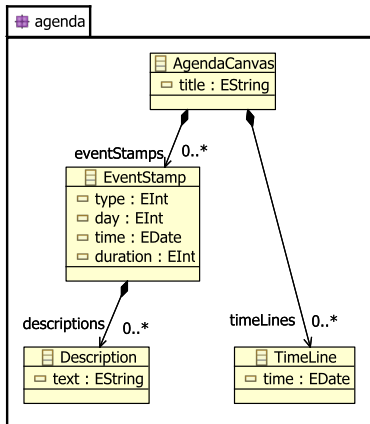 agenda
AgendaCanvas
title : EString
eventStamps
0..*
EventStamp
type : EInt
day : EInt
time : EDate
duration : EInt
descriptions
0..*
timeLines
0..*
Description
text : EString
TimeLine
time : EDate